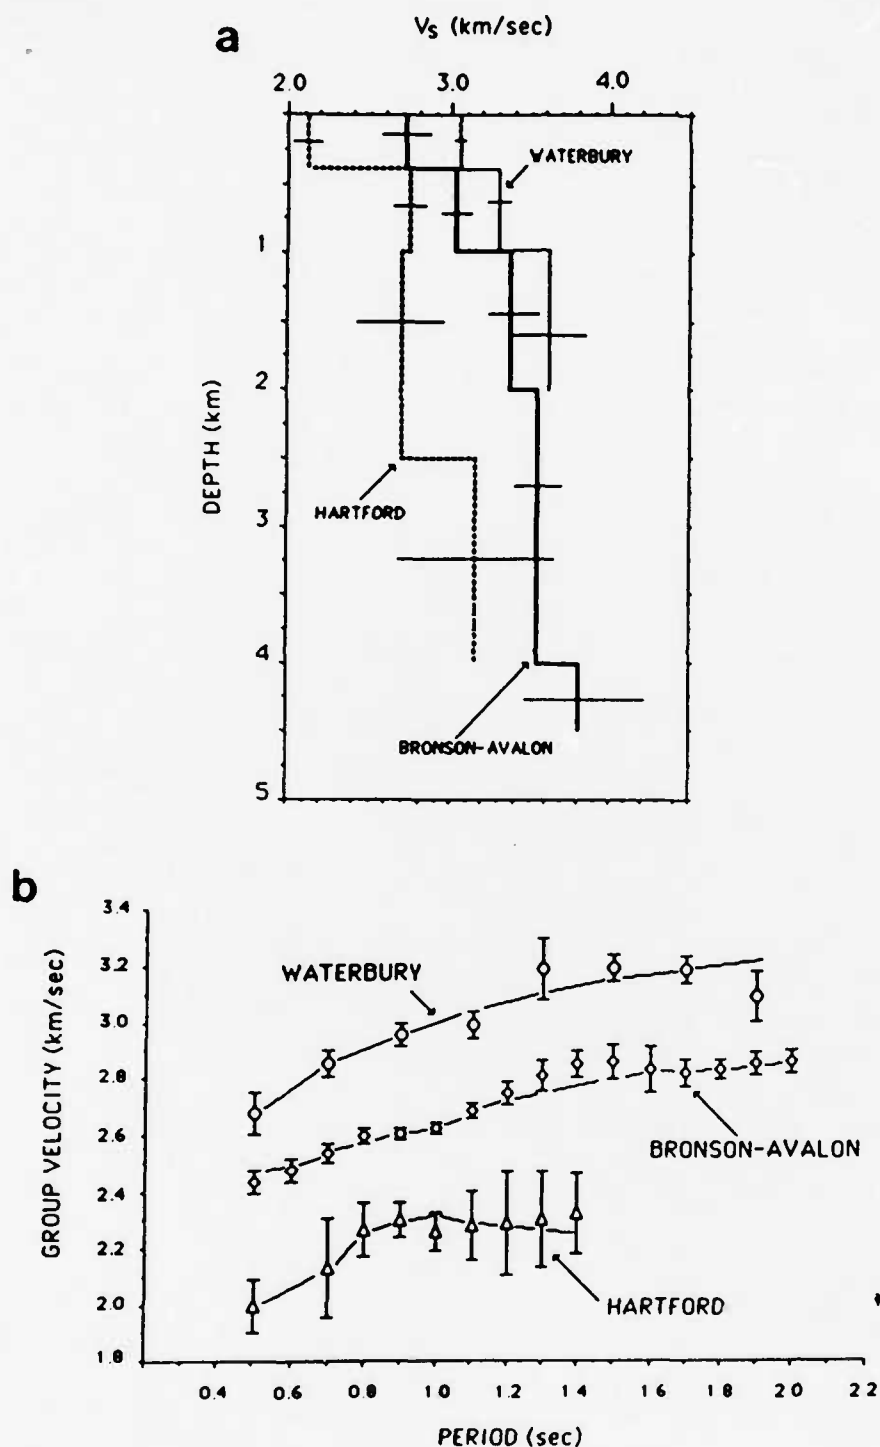 a
Vs (km/sec)
2.0 3.0 4.0
WATERBURY
1
2
3
4
5
DEPTH (km)
HARTFORD
BRONSON-AVALON
b
3.4
3.2
3.0
2.8
2.6
2.4
2.2
2.0
1.8
GROUP VELOCITY (km/sec)
WATERBURY
BRONSON-AVALON
HARTFORD
0.4 0.6 0.8 1.0 1.2 1.4 1.6 1.8 2.0 2.2
PERIOD (sec)